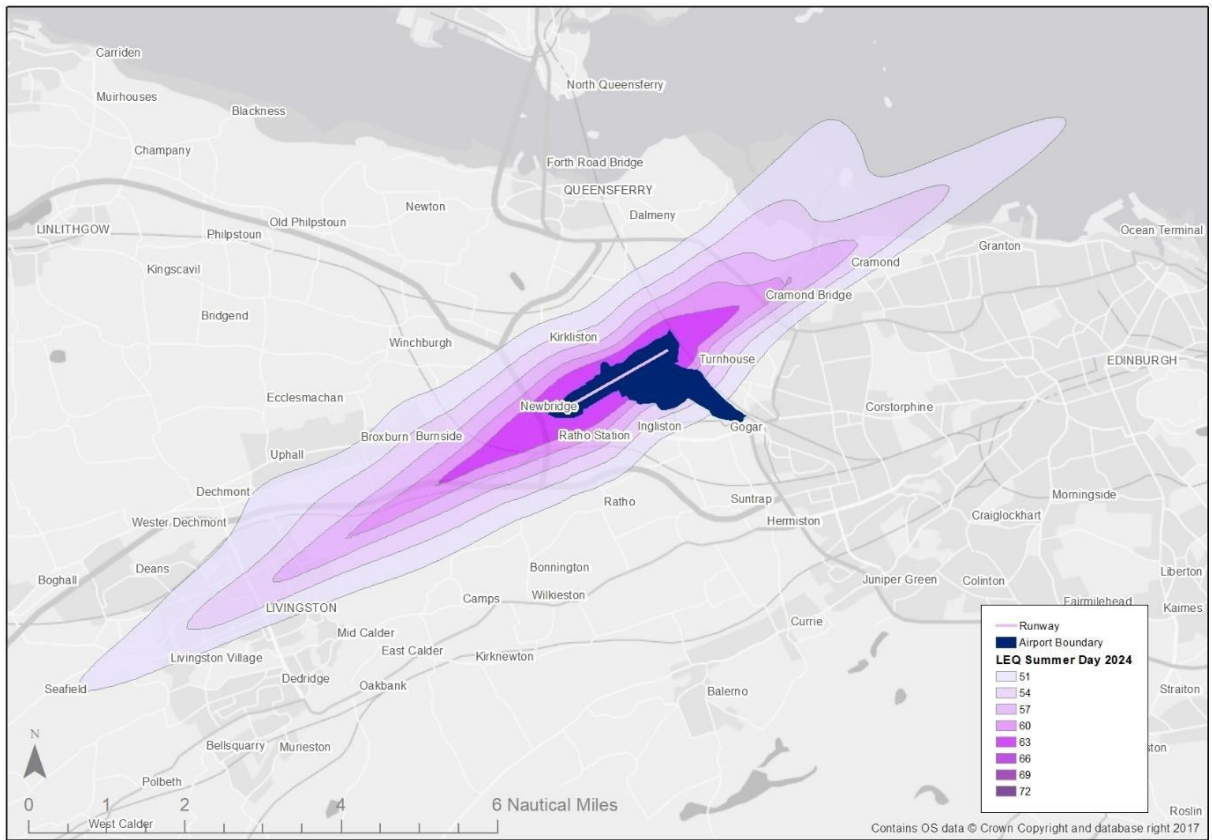 Carriden
Muirhouses
Blackness
North Queensferry
Champany
Forth Road Bridge
QUEENSFERRY
Newton
Dalmeny
Old Philpstoun
LINLITHGOW
Philpstoun
Ocean Terminal
Granton
Kingscavil
Cramond
Cramond Bridge
Bridgend
Kirkliston
Winchburgh
Turnhouse
EDINBURGH
Ecclesmachan
Newbridge
Corstorphine
Ingliston
Gogar
Broxburn
Burnside
Ratho Station
Uphall
Dechmont
Ratho
Suntrap
Morningside
Wester Dechmont
Hermiston
Craiglockhart
Bonnington
Deans
Boghall
Juniper Green
Colinton
Liberton
Camps
Wilkieston
LIVINGSTON
Fairmilehead
Kaimes
Currie
Mid Calder
East Calder
Livingston Village
Kirknewton
Dedridge
Oakbank
Seafield
Balerno
Straiton
Bellsquarry
Murieston
ston
Polbeth
West Calder
Roslin
N
0 1 2 4 6 Nautical Miles
Runway
Airport Boundary
LEQ Summer Day 2024
51
54
57
60
63
66
69
72
Contains OS data © Crown Copyright and database right 2017